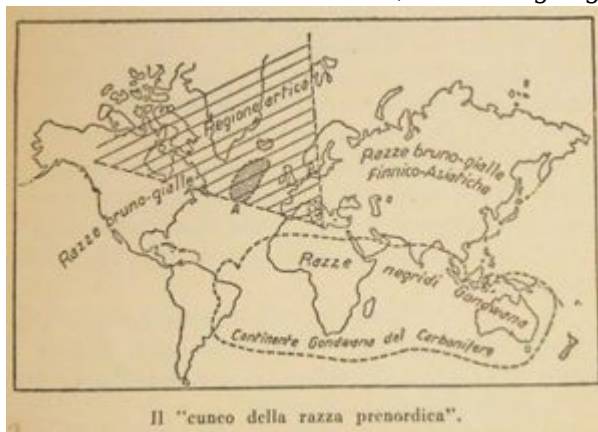 Regione artica
Razze bruno-gialle
Razze bruno-gialle
Finnico-Asiatiche
A
Razze
negridi
Gondwana
Continente Gondwana del Carbonifero
Il "cuneo della razza prenordica".